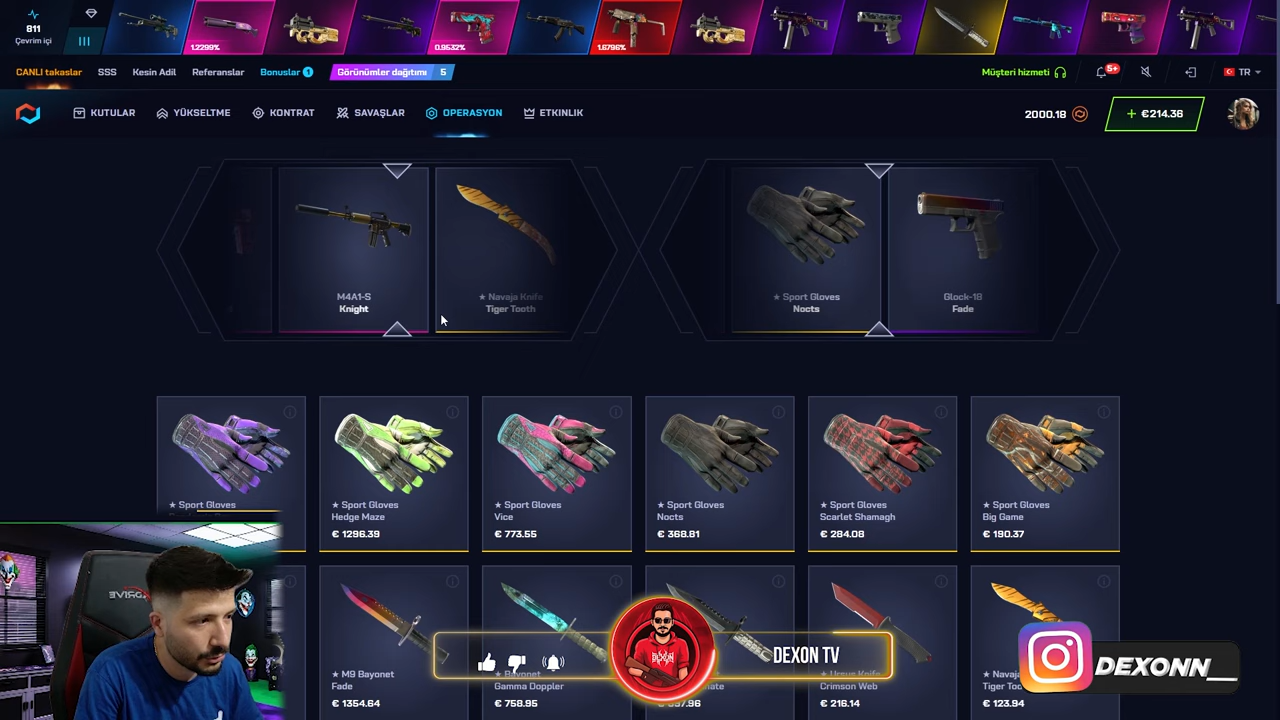 811
Çevrim içi
1.2299%
0.9532%
1.6796%
CANLI takaslar
SSS
Kesin Adil
Referanslar
Bonuslar 1
Görünümler dağıtımı 5
Müşteri hizmeti
5+
TR
KUTULAR
YÜKSELTME
KONTRAT
SAVAŞLAR
OPERASYON
ETKINLIK
2000.18
+ €214.36
M4A1-S
Knight
★ Navaja Knife
Tiger Tooth
★ Sport Gloves
Nocts
Glock-18
Fade
★ Sport Gloves
★ Sport Gloves
Hedge Maze
€ 1296.39
★ Sport Gloves
Vice
€ 773.55
★ Sport Gloves
Nocts
€ 368.81
★ Sport Gloves
Scarlet Shamagh
€ 284.08
★ Sport Gloves
Big Game
€ 190.37
★ M9 Bayonet
Fade
€ 1354.64
Gamma Doppler
€ 758.95
★ Ursus Knife
Crimson Web
€ 216.14
€ 123.94
DEXON TV
DEXONN__